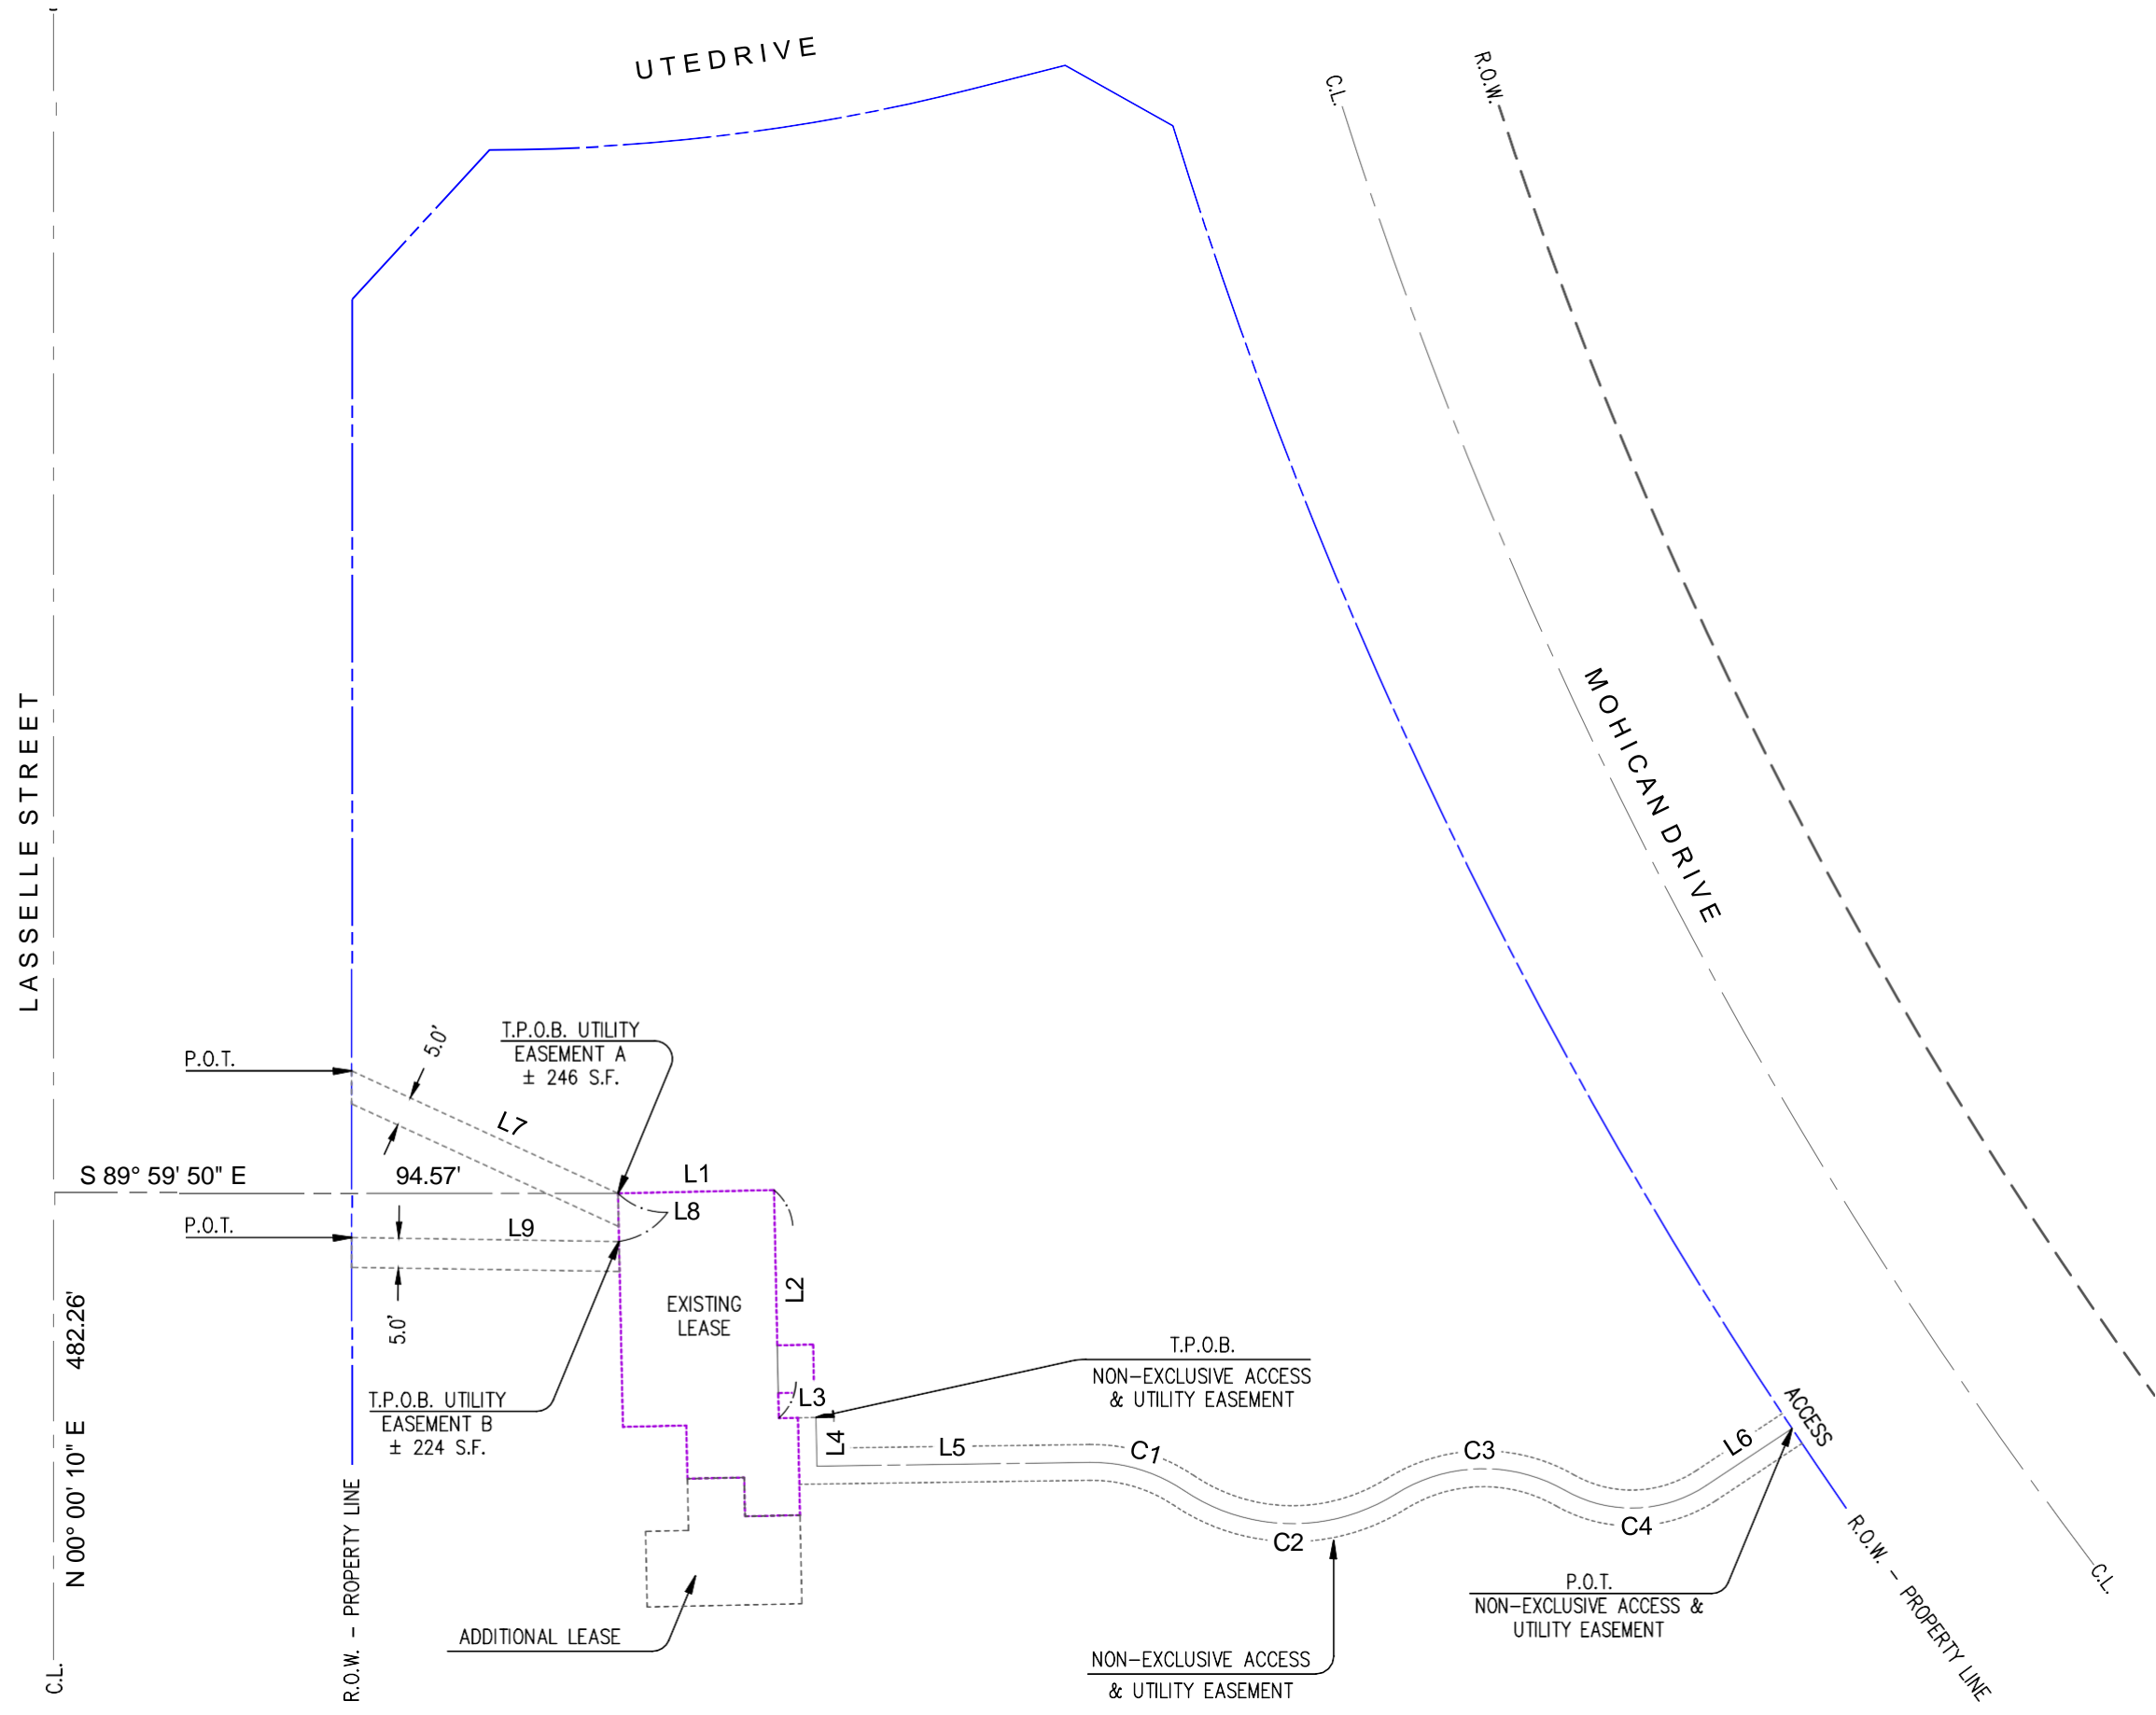 UTE DRIVE
C.L.
R.O.W.
LASSELLE STREET
MOHICAN DRIVE
T.P.O.B. UTILITY
EASEMENT A
± 246 S.F.
P.O.T.
5.0'
L7
S 89° 59' 50" E
94.57'
L1
L8
P.O.T.
L9
L2
EXISTING
LEASE
5.0'
N 00° 00' 10" E 482.26'
T.P.O.B. UTILITY
EASEMENT B
± 224 S.F.
L3
T.P.O.B.
NON-EXCLUSIVE ACCESS
& UTILITY EASEMENT
L4
L5
C1
C3
L6
ACCESS
C2
C4
R.O.W. - PROPERTY LINE
P.O.T.
NON-EXCLUSIVE ACCESS &
UTILITY EASEMENT
R.O.W. - PROPERTY LINE
C.L.
ADDITIONAL LEASE
NON-EXCLUSIVE ACCESS
& UTILITY EASEMENT
C.L.